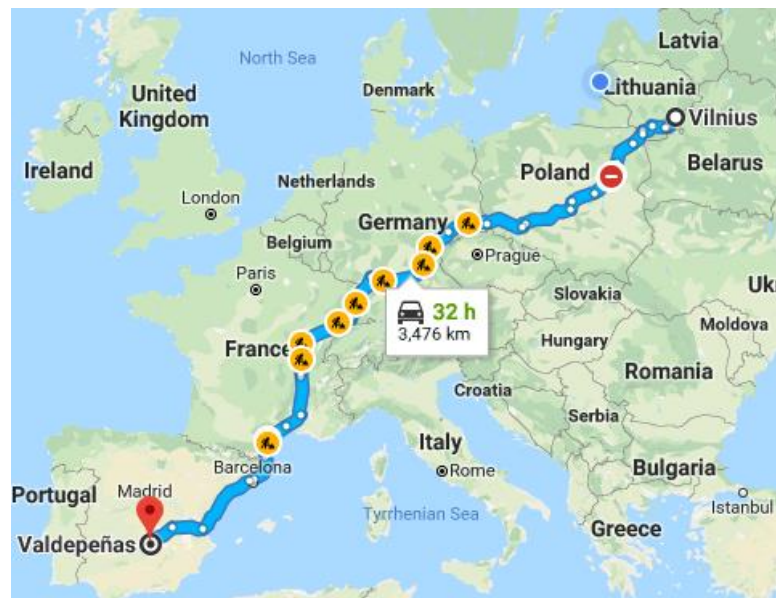 Latvia
North Sea
Denmark
Lithuania
United
Kingdom
Vilnius
Ireland
Poland
Belarus
Netherlands
London
Germany
Belgium
Prague
Paris
Slovakia
Uk
32 h
3,476 km
Moldova
France
Hungary
Romania
Croatia
Serbia
Italy
Barcelona
Rome
Bulgaria
Portugal
Madrid
Istanbul
Tyrrhenian Sea
Greece
Valdepeñas